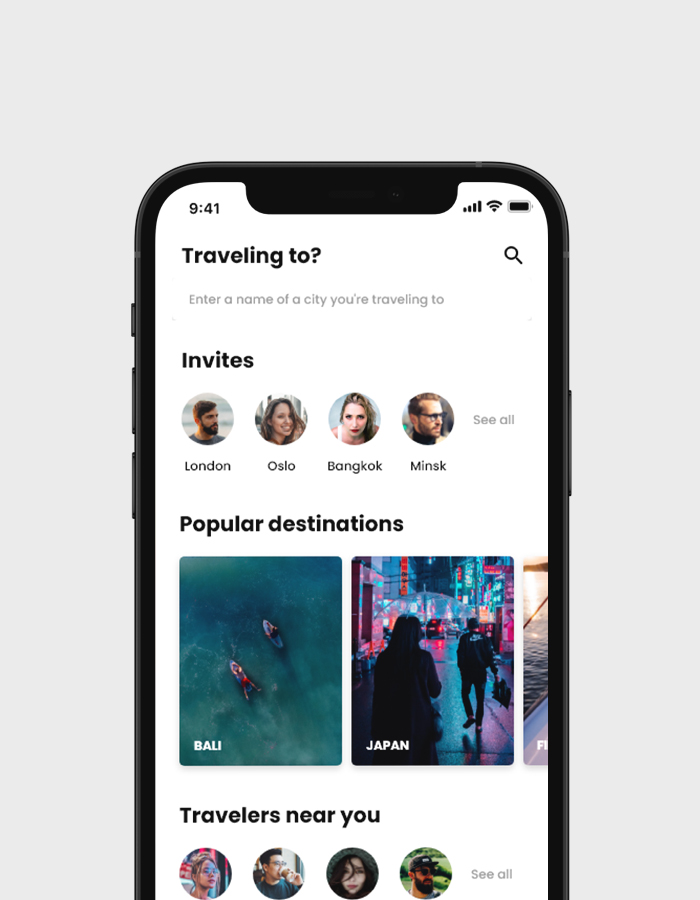 9:41
Traveling to?
Enter a name of a city you're traveling to
Invites
See all
London Oslo Bangkok Minsk
Popular destinations
BALI JAPAN FI
Travelers near you
See all